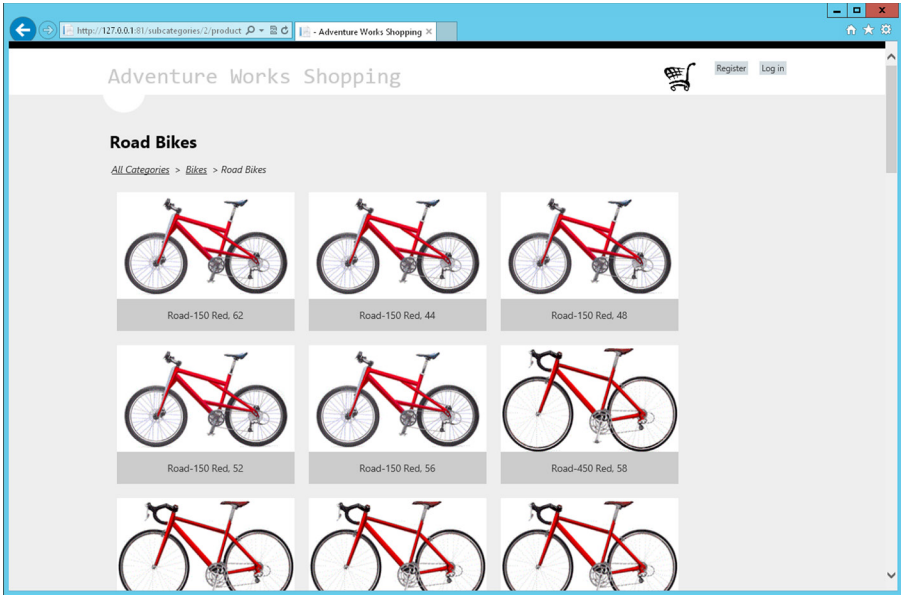 http://127.0.0.1:81/subcategories/2/product
- Adventure Works Shopping
Adventure Works Shopping
Register Log in
Road Bikes
All Categories > Bikes > Road Bikes
Road-150 Red, 62 Road-150 Red, 44 Road-150 Red, 48
Road-150 Red, 52 Road-150 Red, 56 Road-450 Red, 58